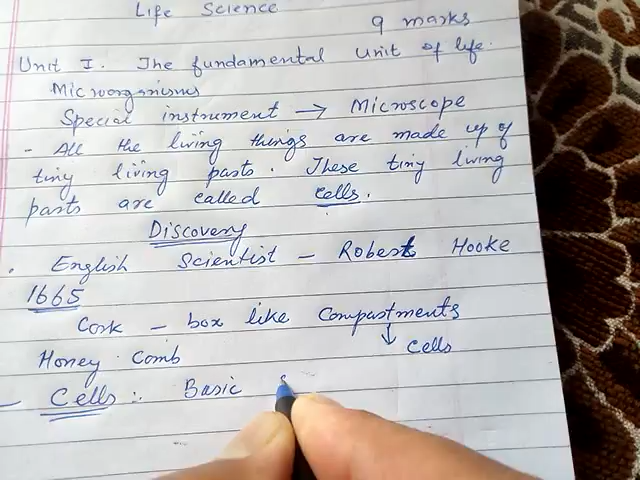 Life Science
9 marks
Unit I. The fundamental unit of life.
Microorganisms
Special instrument → Microscope
- All the living things are made up of
tiny living parts. These tiny living
parts are called cells.
Discovery
. English Scientist – Robert Hooke
1665
Cork – box like Compartments
↓ Cells
Honey Comb
– Cells : Basic s